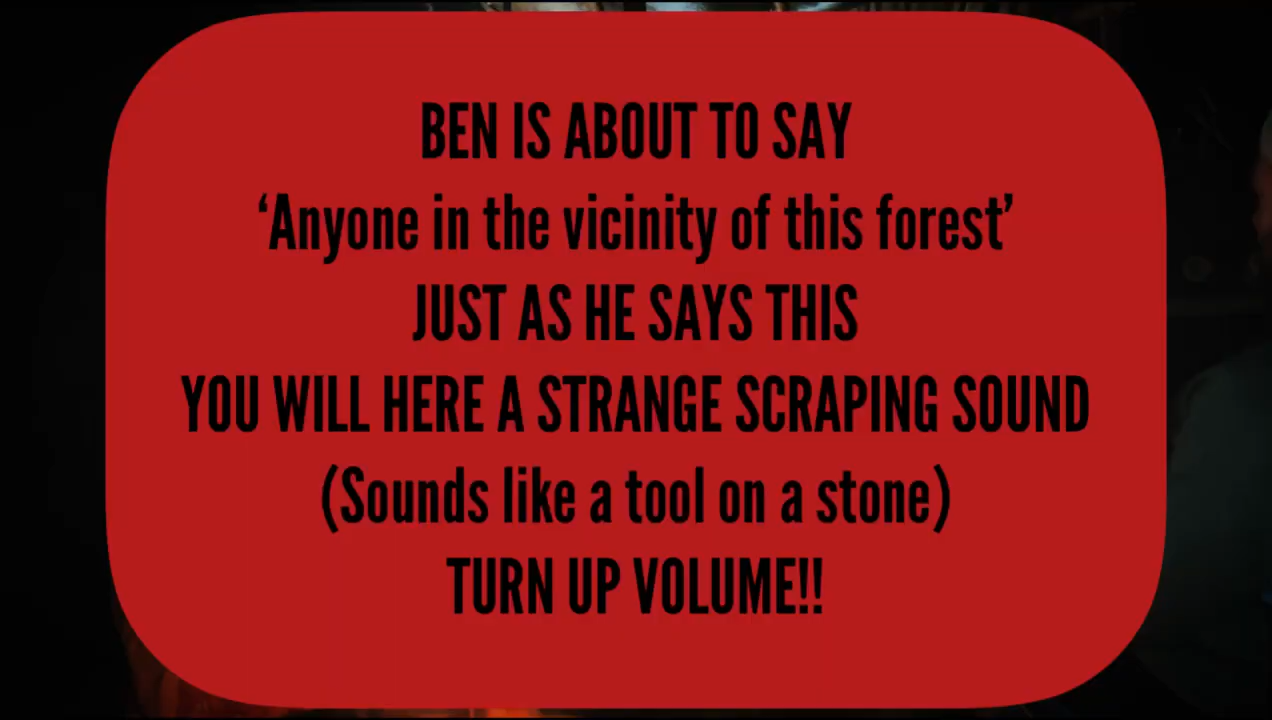 BEN IS ABOUT TO SAY
‘Anyone in the vicinity of this forest’
JUST AS HE SAYS THIS
YOU WILL HERE A STRANGE SCRAPING SOUND
(Sounds like a tool on a stone)
TURN UP VOLUME!!